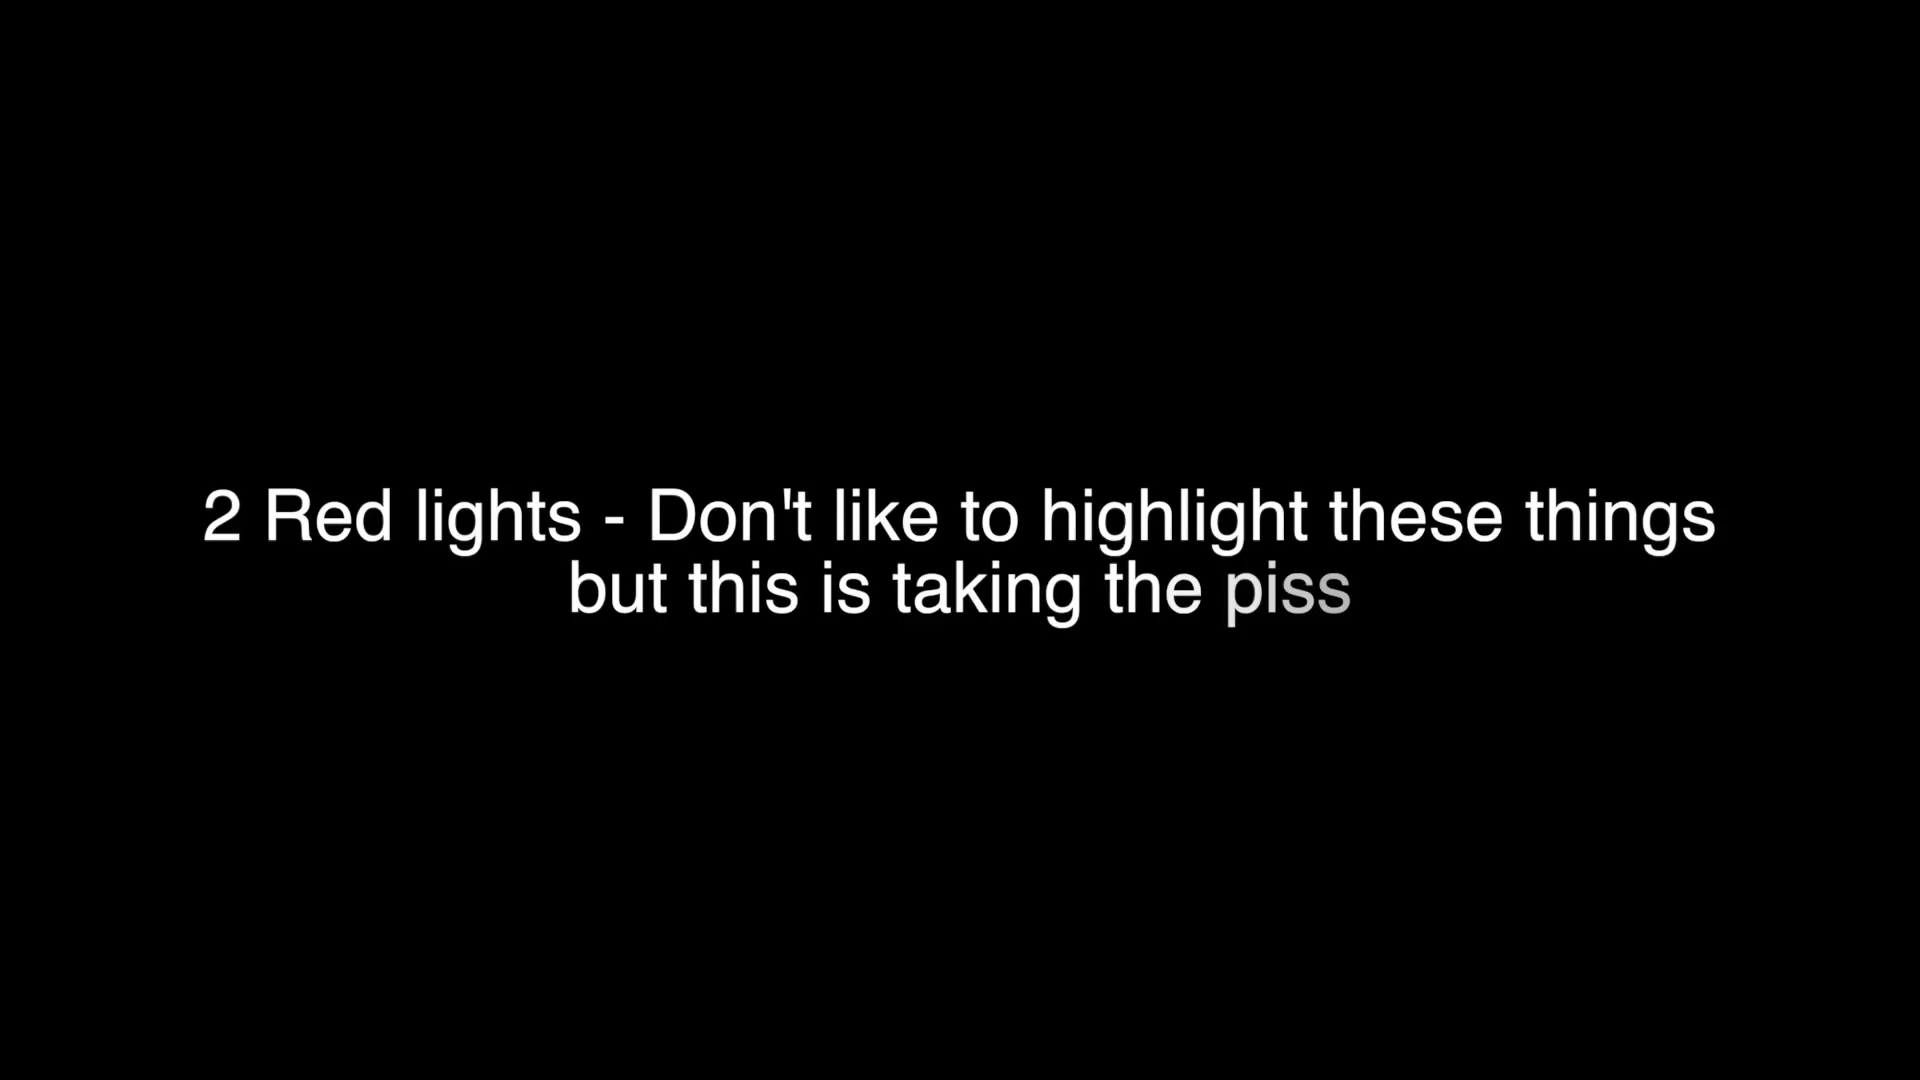 2 Red lights - Don't like to highlight these things
but this is taking the piss